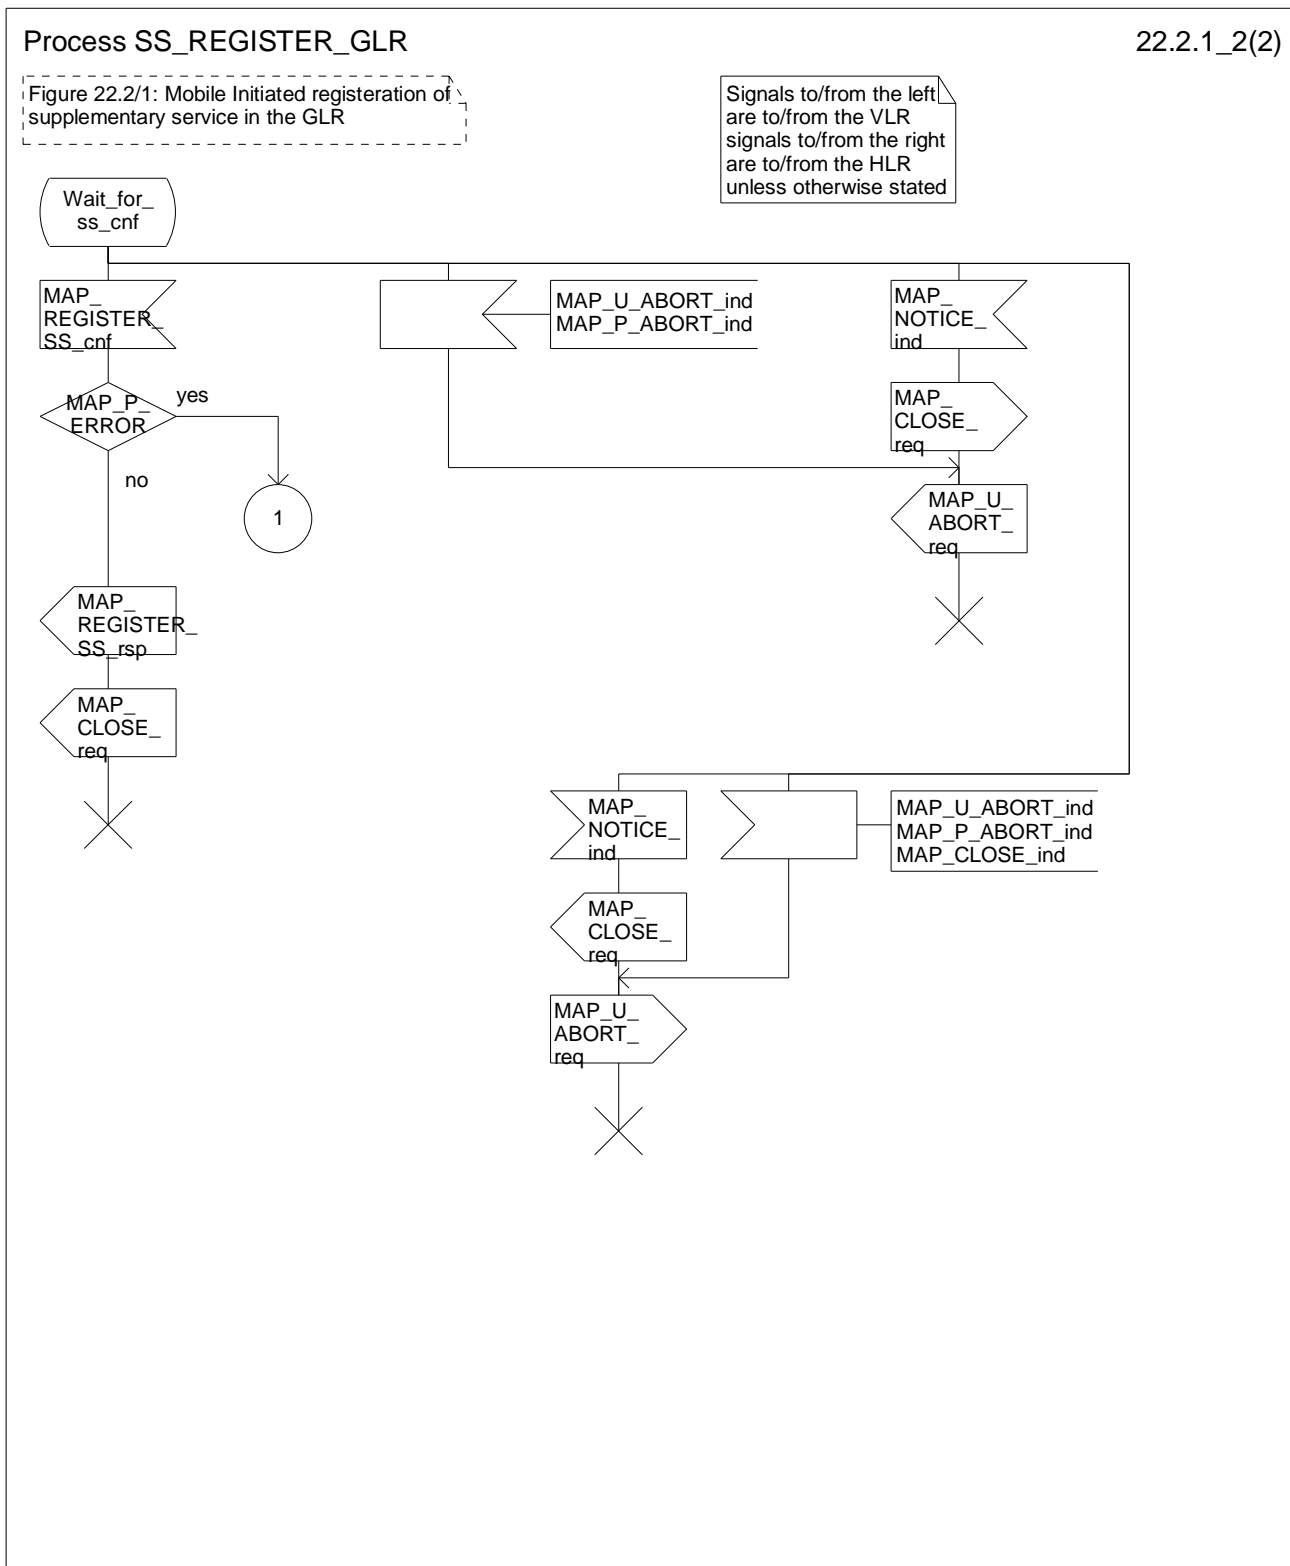 Process SS_REGISTER_GLR
22.2.1_2(2)
Figure 22.2/1: Mobile Initiated registeration of
supplementary service in the GLR
Signals to/from the left
are to/from the VLR
signals to/from the right
are to/from the HLR
unless otherwise stated
Wait_for_
ss_cnf
MAP_
REGISTER_
SS_cnf
MAP_U_ABORT_ind
MAP_P_ABORT_ind
MAP_
NOTICE_
ind
MAP_P_
ERROR
yes
no
1
MAP_
CLOSE_
req
MAP_U_
ABORT_
req
MAP_
REGISTER_
SS_rsp
MAP_
CLOSE_
req
MAP_
NOTICE_
ind
MAP_U_ABORT_ind
MAP_P_ABORT_ind
MAP_CLOSE_ind
MAP_
CLOSE_
req
MAP_U_
ABORT_
req